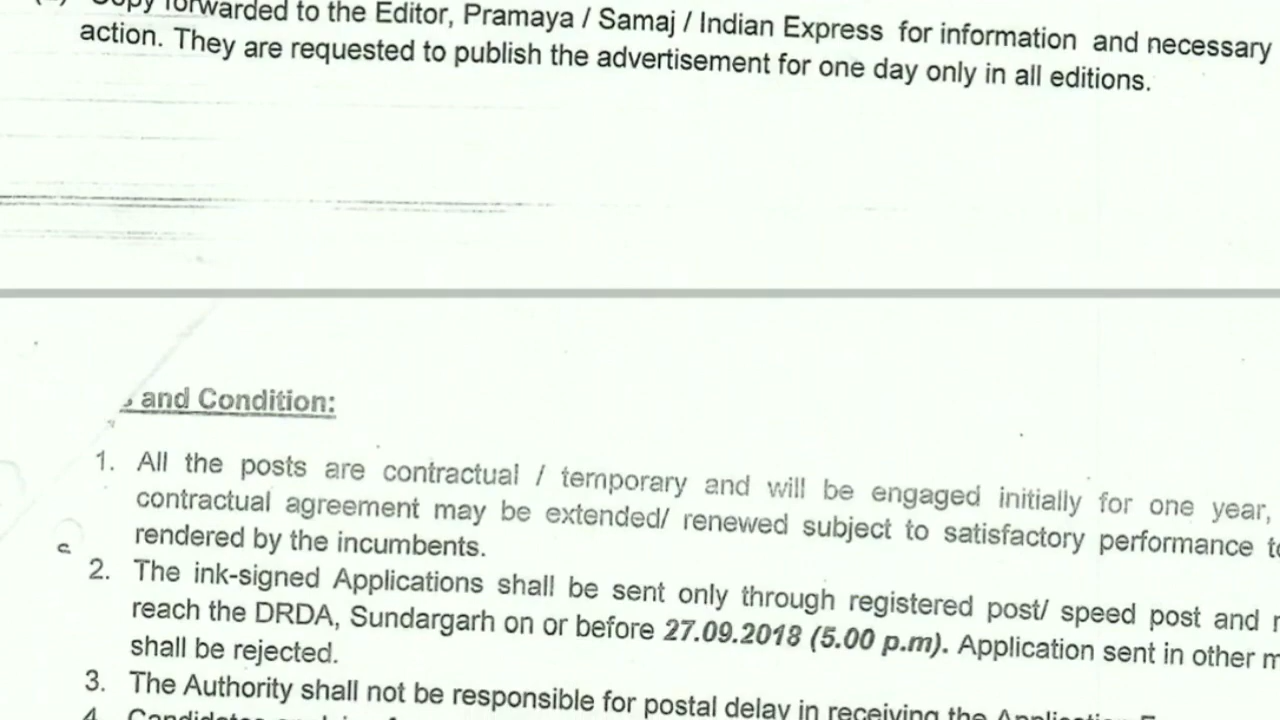 Copy forwarded to the Editor, Pramaya / Samaj / Indian Express for information and necessary
action. They are requested to publish the advertisement for one day only in all editions.
and Condition:
1. All the posts are contractual / temporary and will be engaged initially for one year,
contractual agreement may be extended/ renewed subject to satisfactory performance
rendered by the incumbents.
2. The ink-signed Applications shall be sent only through registered post/ speed post and
reach the DRDA, Sundargarh on or before 27.09.2018 (5.00 p.m). Application sent in other
shall be rejected.
3. The Authority shall not be responsible for postal delay in receiving the Application
4. Candidates